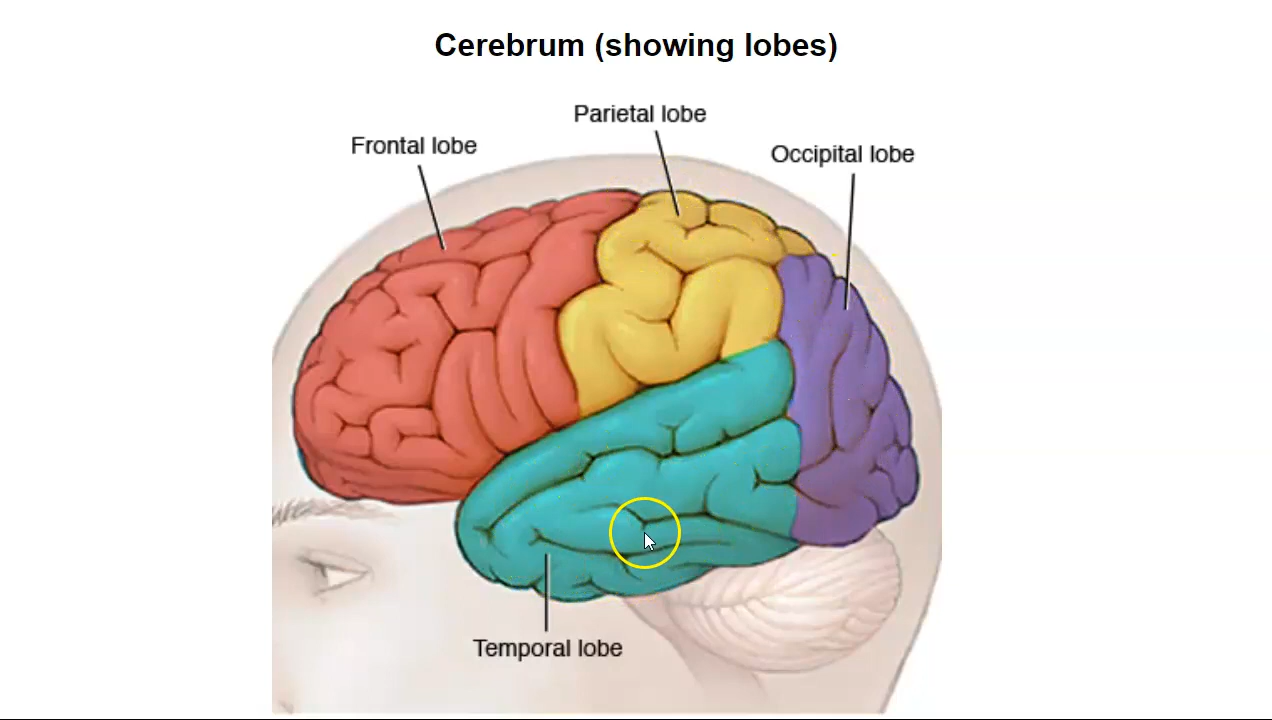 Cerebrum (showing lobes)
Parietal lobe
Frontal lobe
Occipital lobe
Temporal lobe